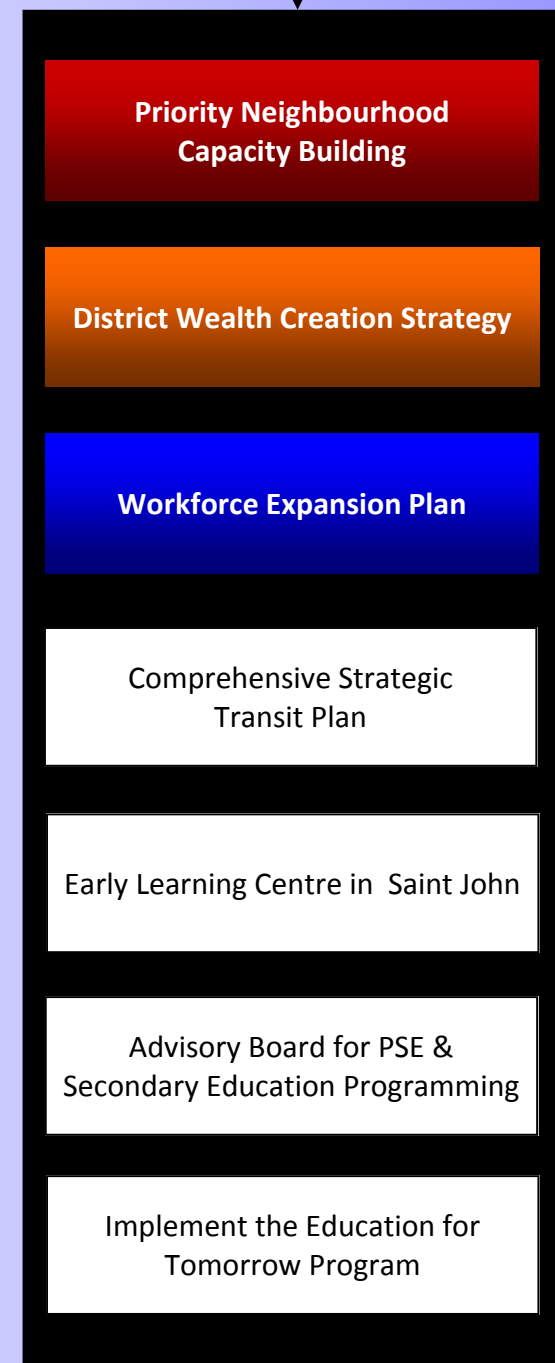 Priority Neighbourhood
Capacity Building
District Wealth Creation Strategy
Workforce Expansion Plan
Comprehensive Strategic
Transit Plan
Early Learning Centre in  Saint John
Advisory Board for PSE &
Secondary Education Programming
Implement the Education for
Tomorrow Program